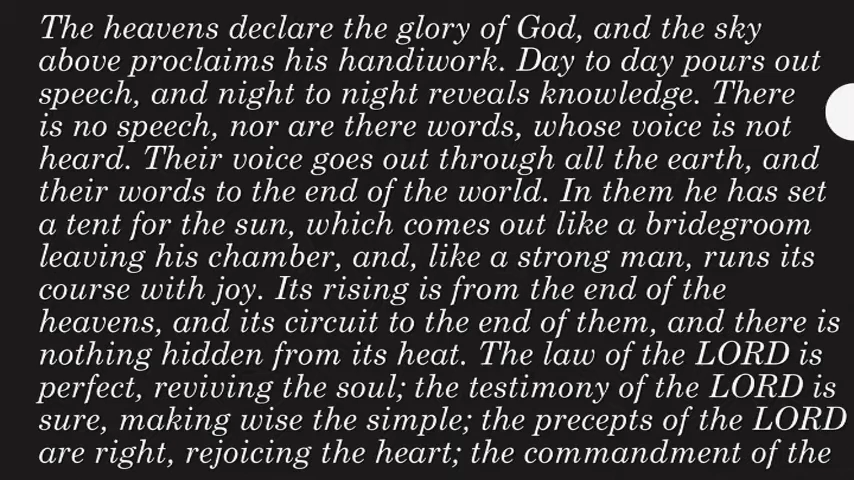 The heavens declare the glory of God, and the sky
above proclaims his handiwork. Day to day pours out
speech, and night to night reveals knowledge. There
is no speech, nor are there words, whose voice is not
heard. Their voice goes out through all the earth, and
their words to the end of the world. In them he has set
a tent for the sun, which comes out like a bridegroom
leaving his chamber, and, like a strong man, runs its
course with joy. Its rising is from the end of the
heavens, and its circuit to the end of them, and there is
nothing hidden from its heat. The law of the LORD is
perfect, reviving the soul; the testimony of the LORD is
sure, making wise the simple; the precepts of the LORD
are right, rejoicing the heart; the commandment of the